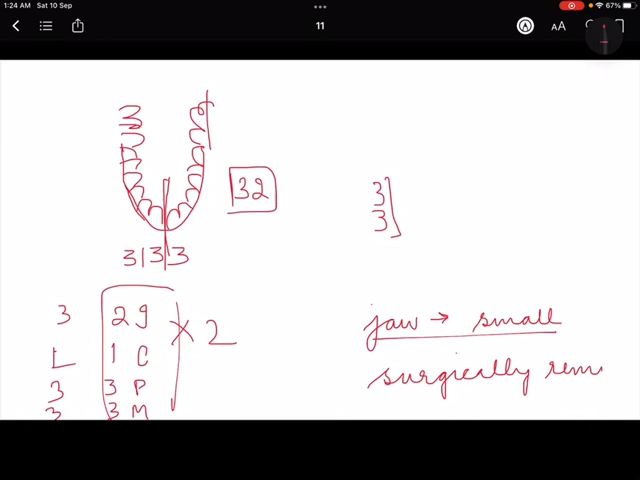 1:24 AM Sat 10 Sep
67%
11
AA
32
3
3
3|3|3
jaw → small
surgically rem
3 2 I
X 2
L 1 C
3 3 P
3 3 M